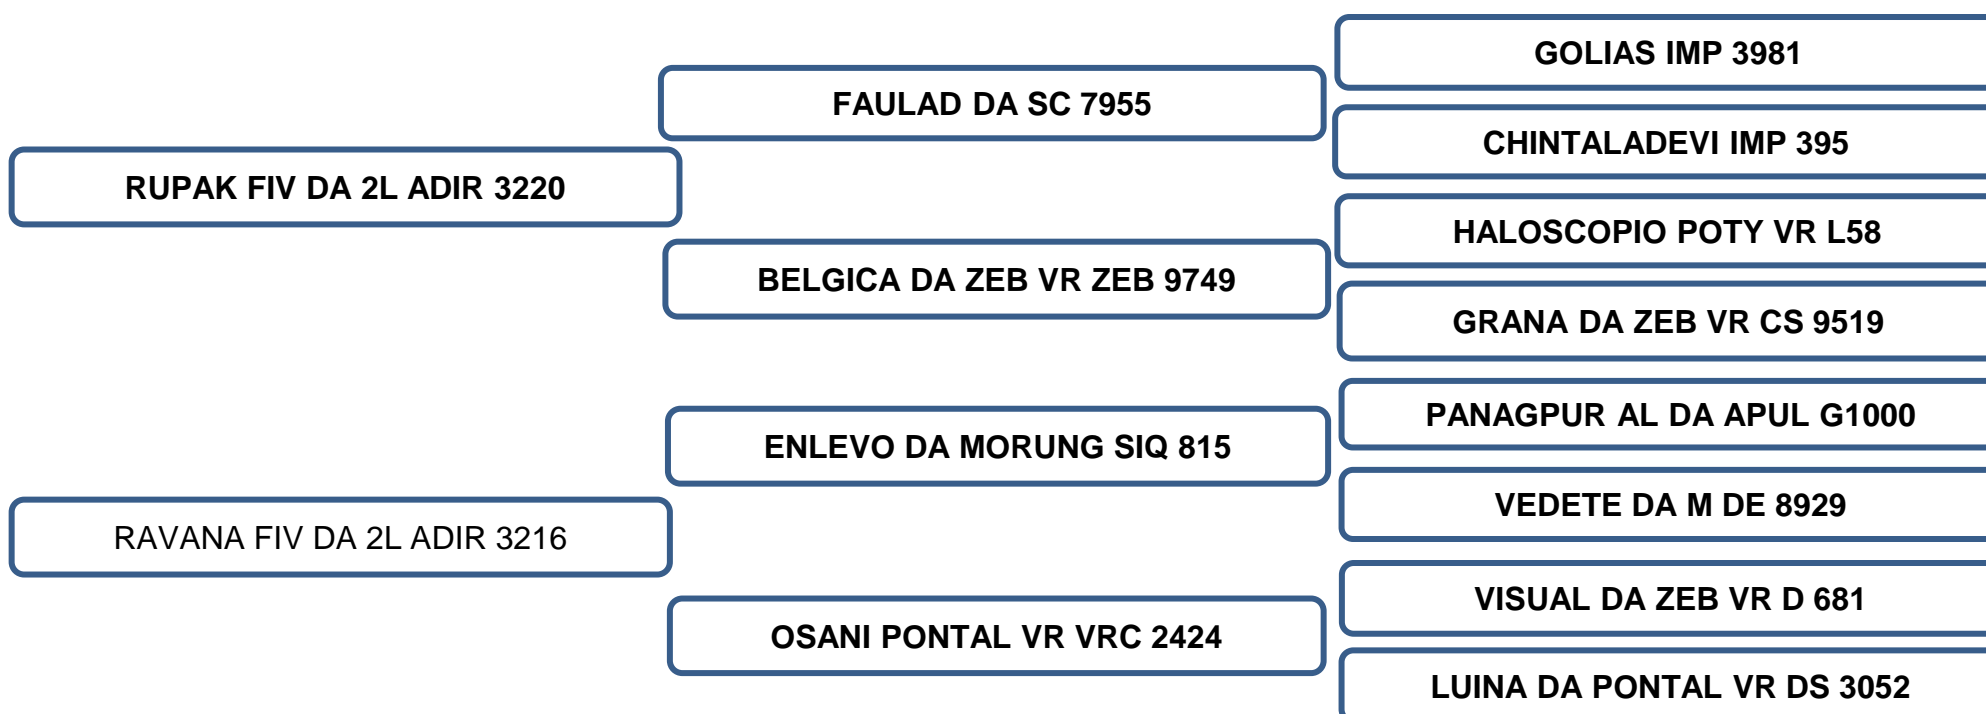 GOLIAS IMP 3981
FAULAD DA SC 7955
CHINTALADEVI IMP 395
RUPAK FIV DA 2L ADIR 3220
HALOSCOPIO POTY VR L58
BELGICA DA ZEB VR ZEB 9749
GRANA DA ZEB VR CS 9519
PANAGPUR AL DA APUL G1000
ENLEVO DA MORUNG SIQ 815
VEDETE DA M DE 8929
RAVANA FIV DA 2L ADIR 3216
VISUAL DA ZEB VR D 681
OSANI PONTAL VR VRC 2424
LUINA DA PONTAL VR DS 3052